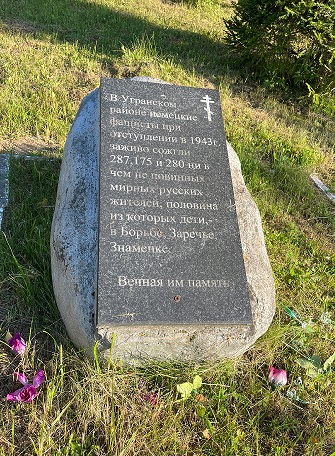 В Угранском
районе немецкие
фашисты при
отступлении в 1943г.
заживо сожгли
287,175 и 280 ни в
чем не повинных
мирных русских
жителей, половина
из которых дети,-
в Борьбе, Заречье,
Знаменке.
Вечная им память